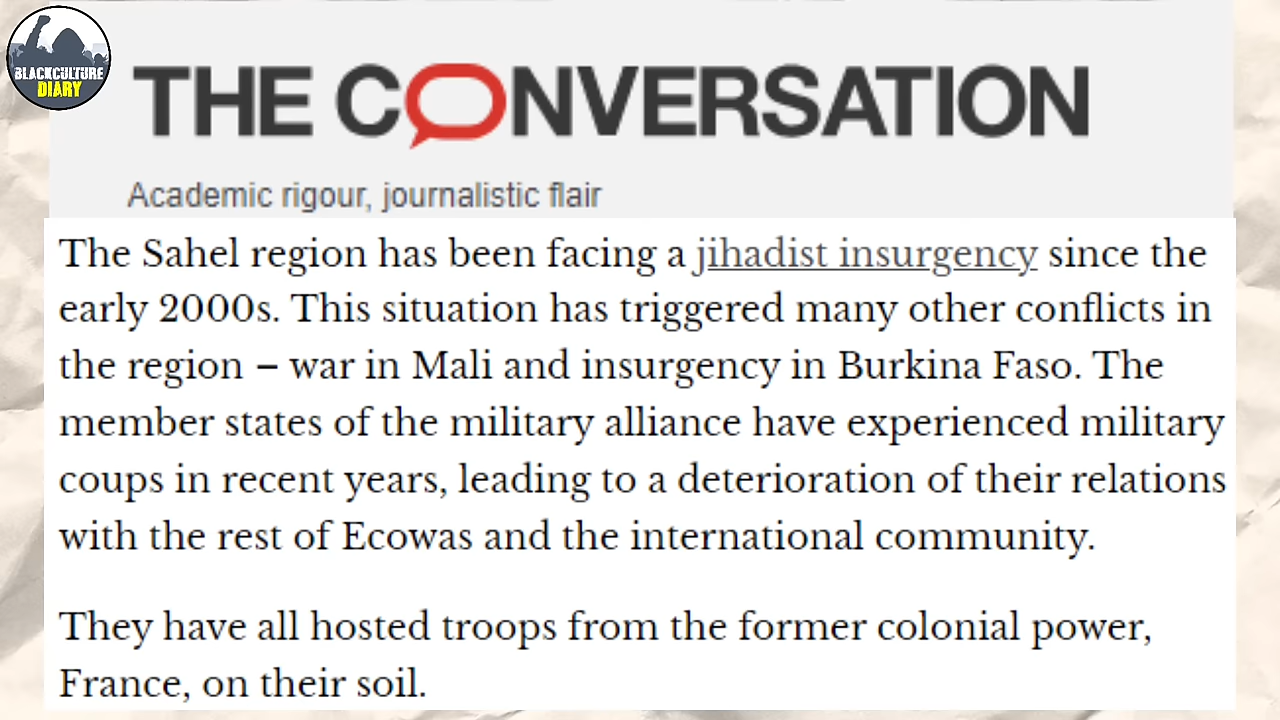 BLACKCULTURE
DIARY
THE CONVERSATION
Academic rigour, journalistic flair
The Sahel region has been facing a jihadist insurgency since the
early 2000s. This situation has triggered many other conflicts in
the region – war in Mali and insurgency in Burkina Faso. The
member states of the military alliance have experienced military
coups in recent years, leading to a deterioration of their relations
with the rest of Ecowas and the international community.
They have all hosted troops from the former colonial power,
France, on their soil.